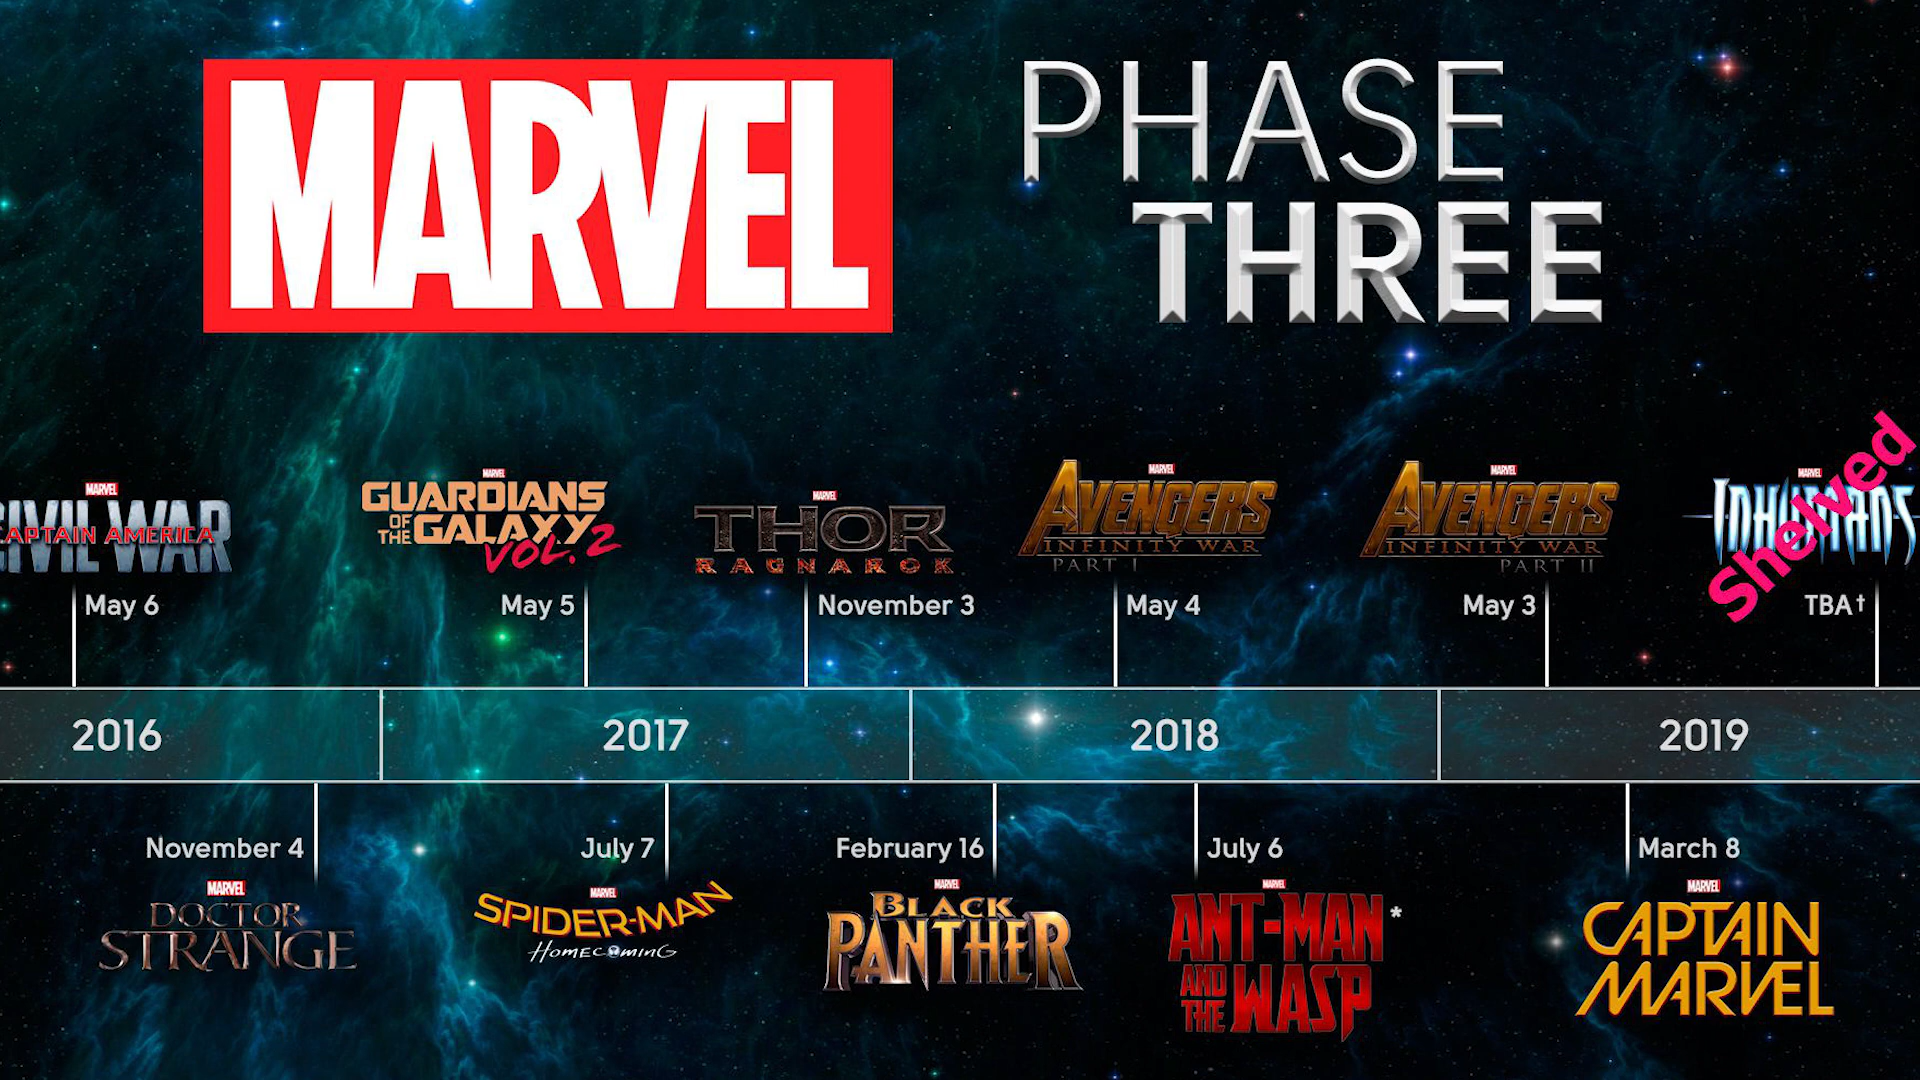 MARVEL
PHASE
THREE
MARVEL
CIVIL WAR
CAPTAIN AMERICA
May 6
MARVEL
GUARDIANS
OF
THE GALAXY
VOL. 2
May 5
MARVEL
THOR
RAGNAROK
November 3
MARVEL
AVENGERS
INFINITY WAR
PART I
May 4
MARVEL
AVENGERS
INFINITY WAR
PART II
May 3
MARVEL
INHUMANS
Shelved
TBA†
2016
2017
2018
2019
November 4
MARVEL
DOCTOR
STRANGE
July 7
MARVEL
SPIDER-MAN
HOMECOMING
February 16
MARVEL
BLACK
PANTHER
July 6
MARVEL
ANT-MAN*
AND
THE WASP
March 8
MARVEL
CAPTAIN
MARVEL